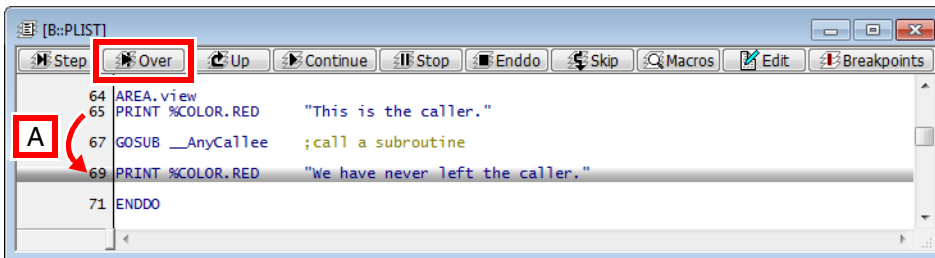 [B::PLIST]
Step Over Up Continue Stop Enddo Skip Macros Edit Breakpoints
64 AREA.view
65 PRINT %COLOR.RED "This is the caller."
A
67 GOSUB __AnyCallee ;call a subroutine
69 PRINT %COLOR.RED "We have never left the caller."
71 ENDDO